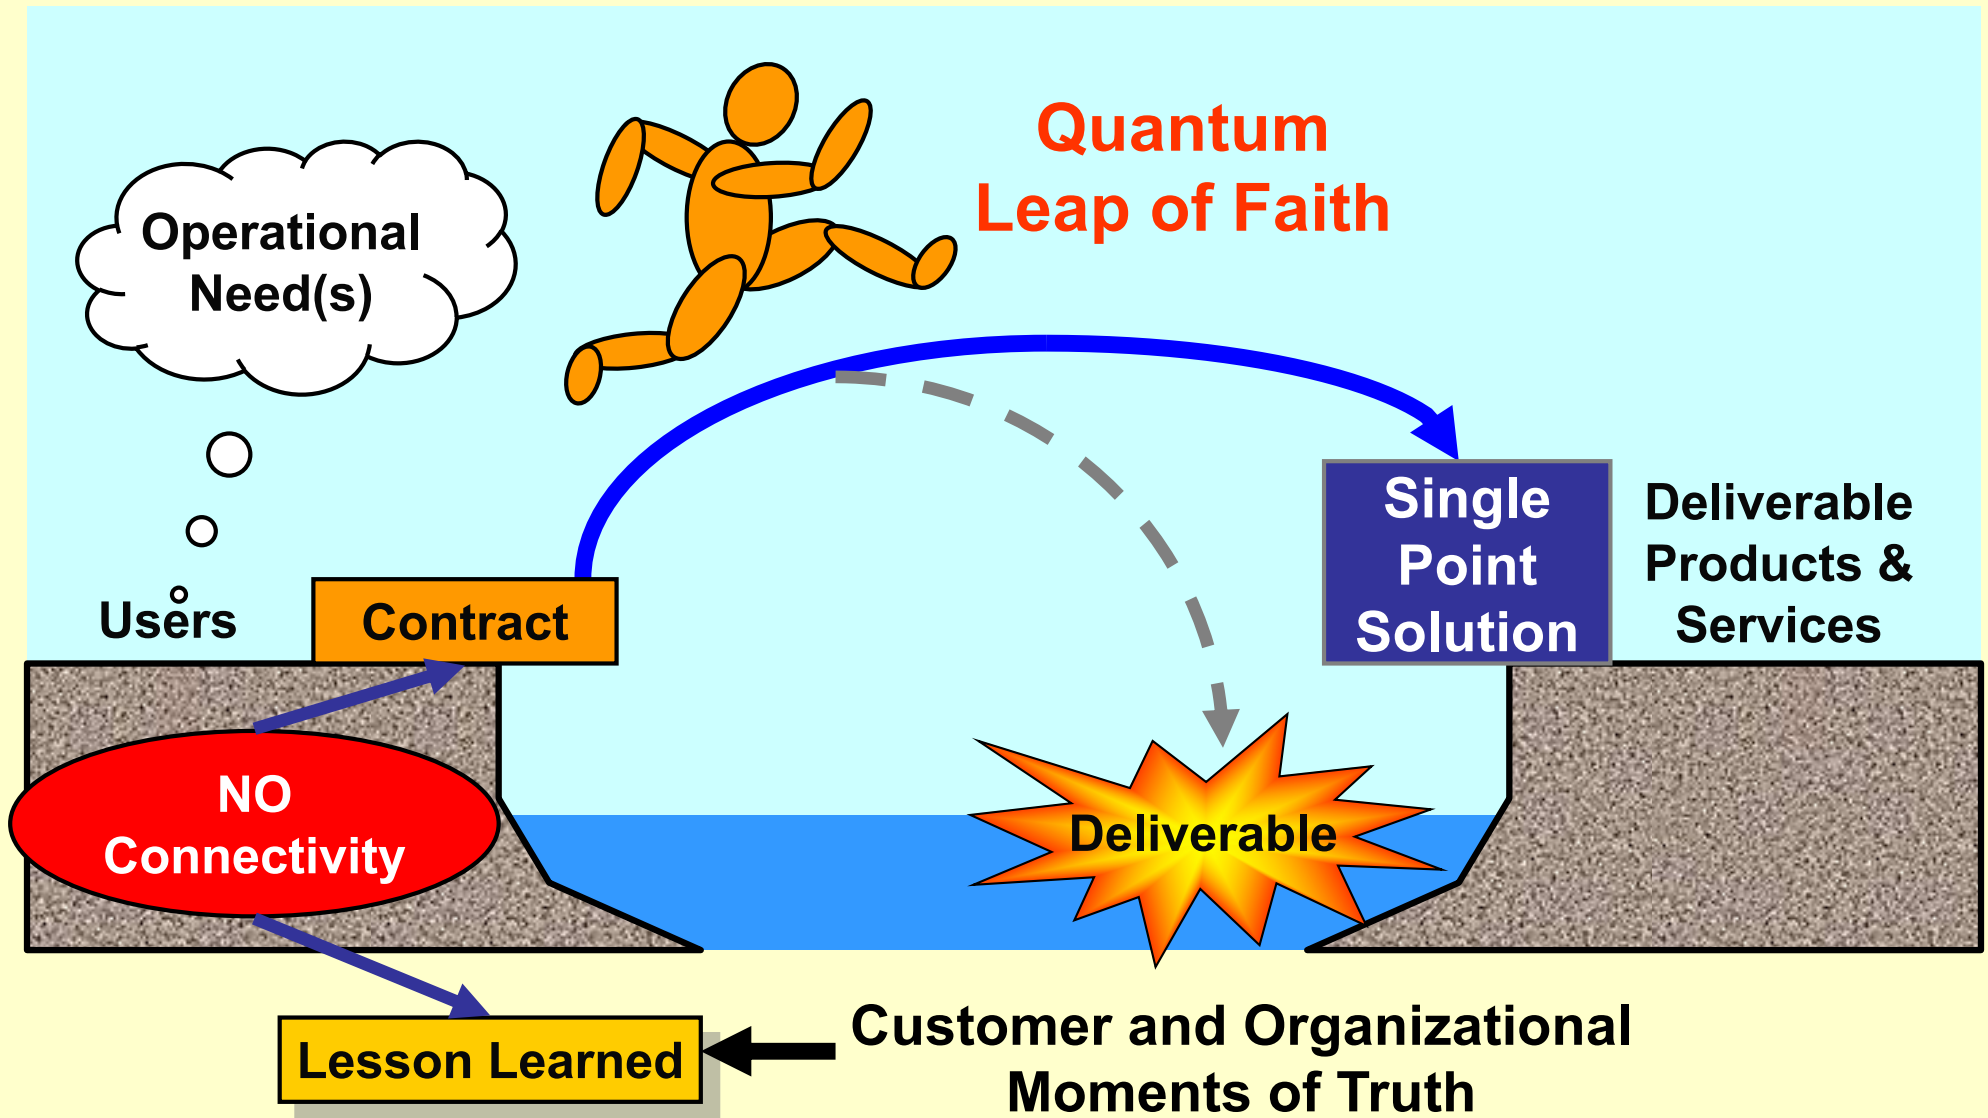 Quantum
Leap of Faith
Operational
Need(s)
Users
Contract
Single
Point
Solution
Deliverable
Products &
Services
NO
Connectivity
Deliverable
Lesson Learned
Customer and Organizational
Moments of Truth